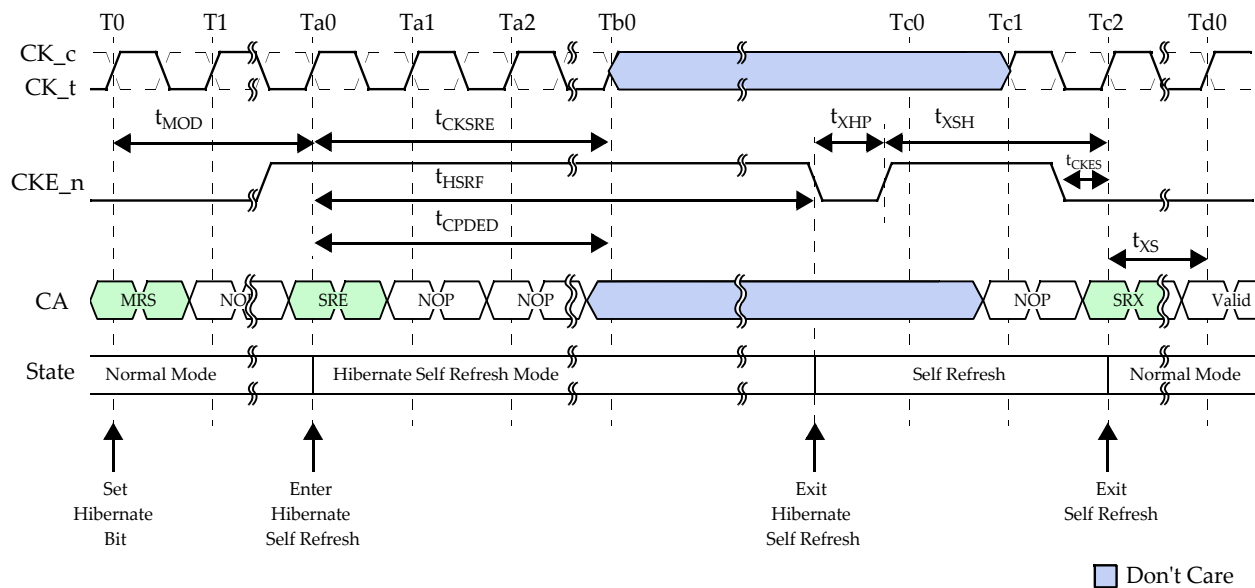 T0 T1 Ta0 Ta1 Ta2 Tb0 Tc0 Tc1 Tc2 Td0
CK_c
CK_t
tMOD tCKSRE tXHP tXSH
CKE_n tHSRF tCKES
tCPDED tXS
CA MRS NOP SRE NOP NOP NOP SRX Valid
State Normal Mode Hibernate Self Refresh Mode Self Refresh Normal Mode
Set
Hibernate
Bit
Enter
Hibernate
Self Refresh
Exit
Hibernate
Self Refresh
Exit
Self Refresh
Don't Care